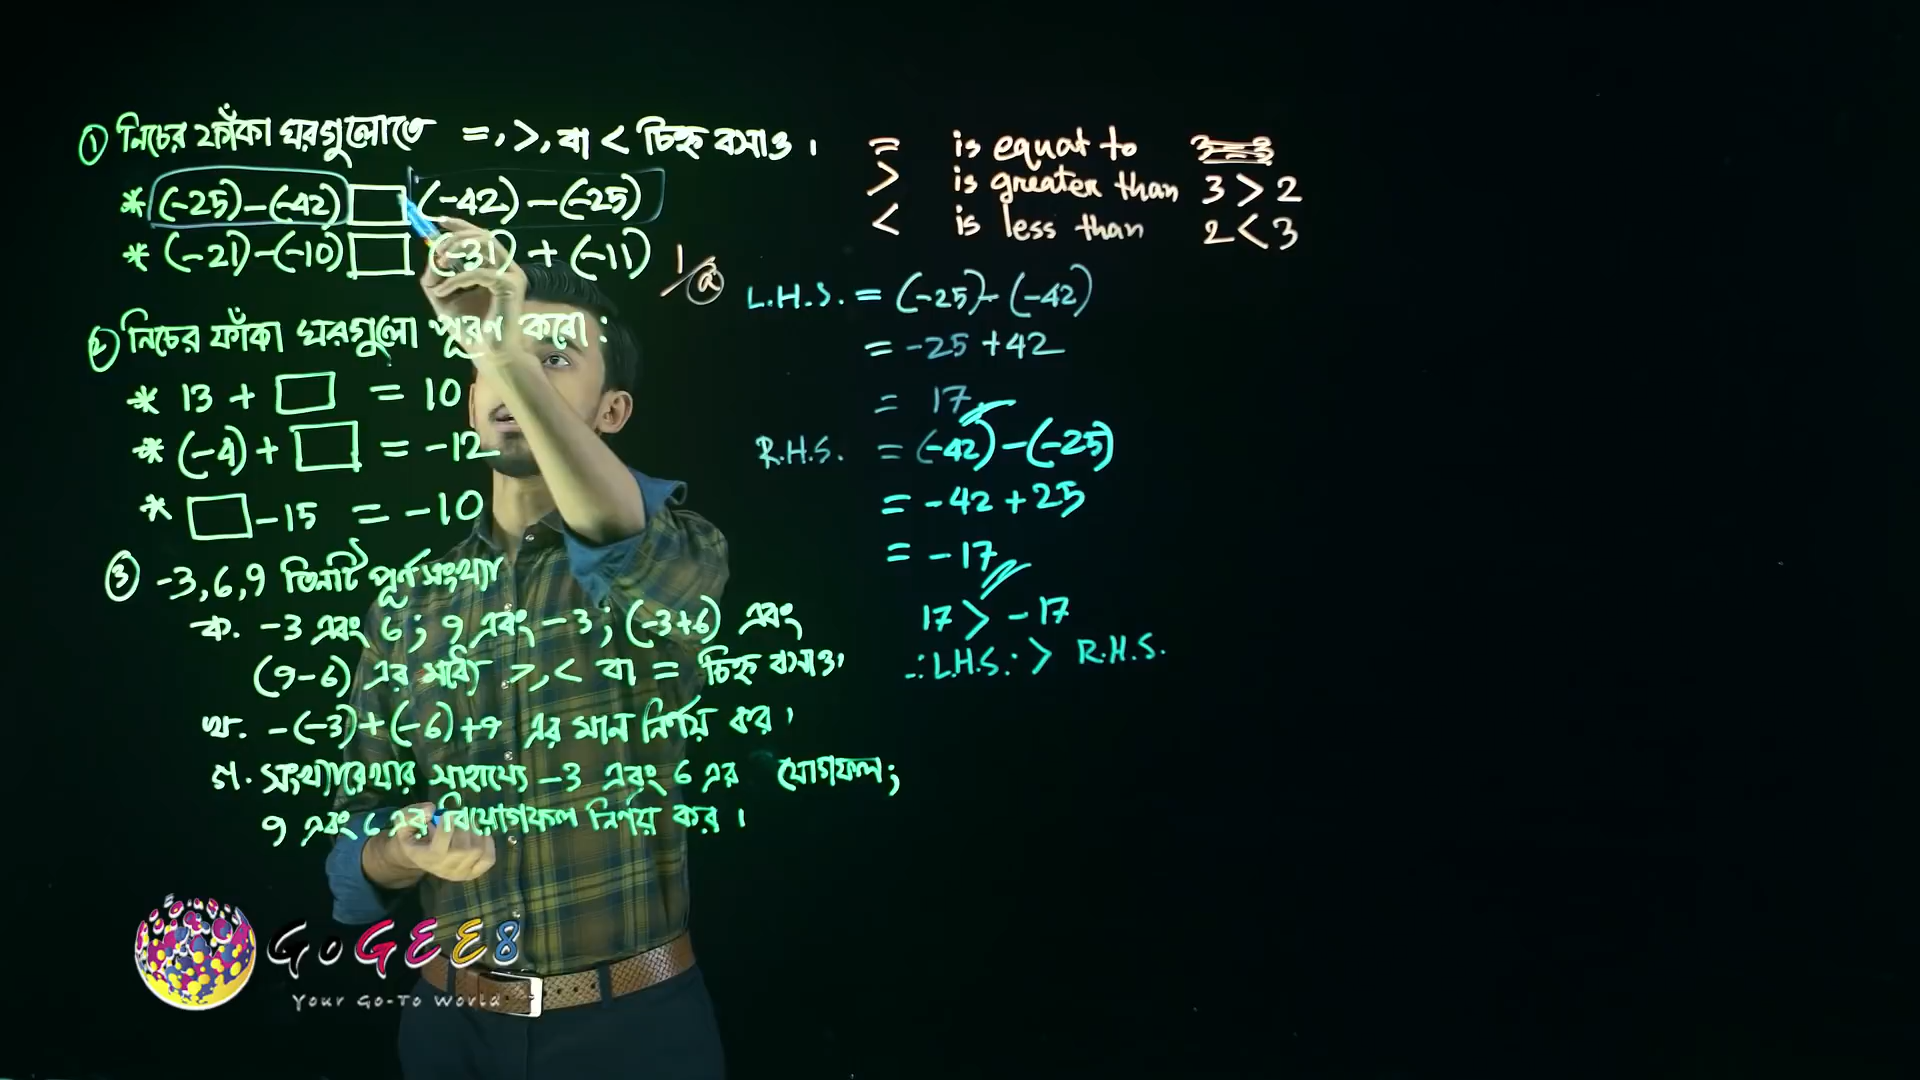 ① নিচের ফাঁকা ঘরগুলোতে =, >, বা < চিহ্ন বসাও।
* (-25)-(-42) □ (-42)-(-25)
* (-21)-(-10) □ (-31) + (-11)
② নিচের ফাঁকা ঘরগুলো পূরণ করো:
* 13 + □ = 10
* (-4) + □ = -12
* □ -15 = -10
③ -3, 6, 9 তিনটি পূর্ণসংখ্যা
ক. -3 এবং 6; 9 এবং -3; (-3+6) এবং
(9-6) এর মধ্যে >, < বা = চিহ্ন বসাও।
খ. -(-3)+(-6)+9 এর মান নির্ণয় কর।
গ. সংখ্যারেখার সাহায্যে -3 এবং 6 এর যোগফল;
9 এবং 6 এর বিয়োগফল নির্ণয় কর।
= is equat to 3=3
> is greater than 3 > 2
< is less than 2 < 3
1/a
L.H.S. = (-25)-(-42)
= -25 +42
= 17
R.H.S. = (-42)-(-25)
= -42 +25
= -17
17 > -17
∴ L.H.S. > R.H.S.
GOGEE8
Your Go-To World